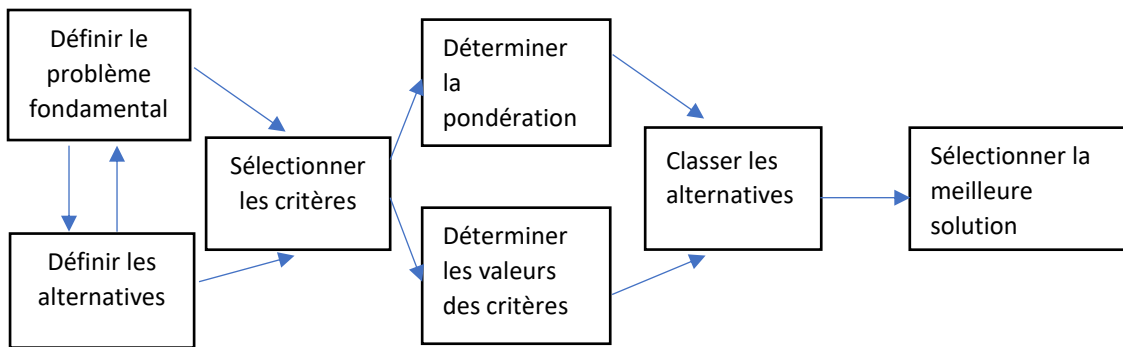 Définir le
problème
fondamental
Définir les
alternatives
Sélectionner
les critères
Déterminer
la
pondération
Déterminer
les valeurs
des critères
Classer les
alternatives
Sélectionner la
meilleure
solution